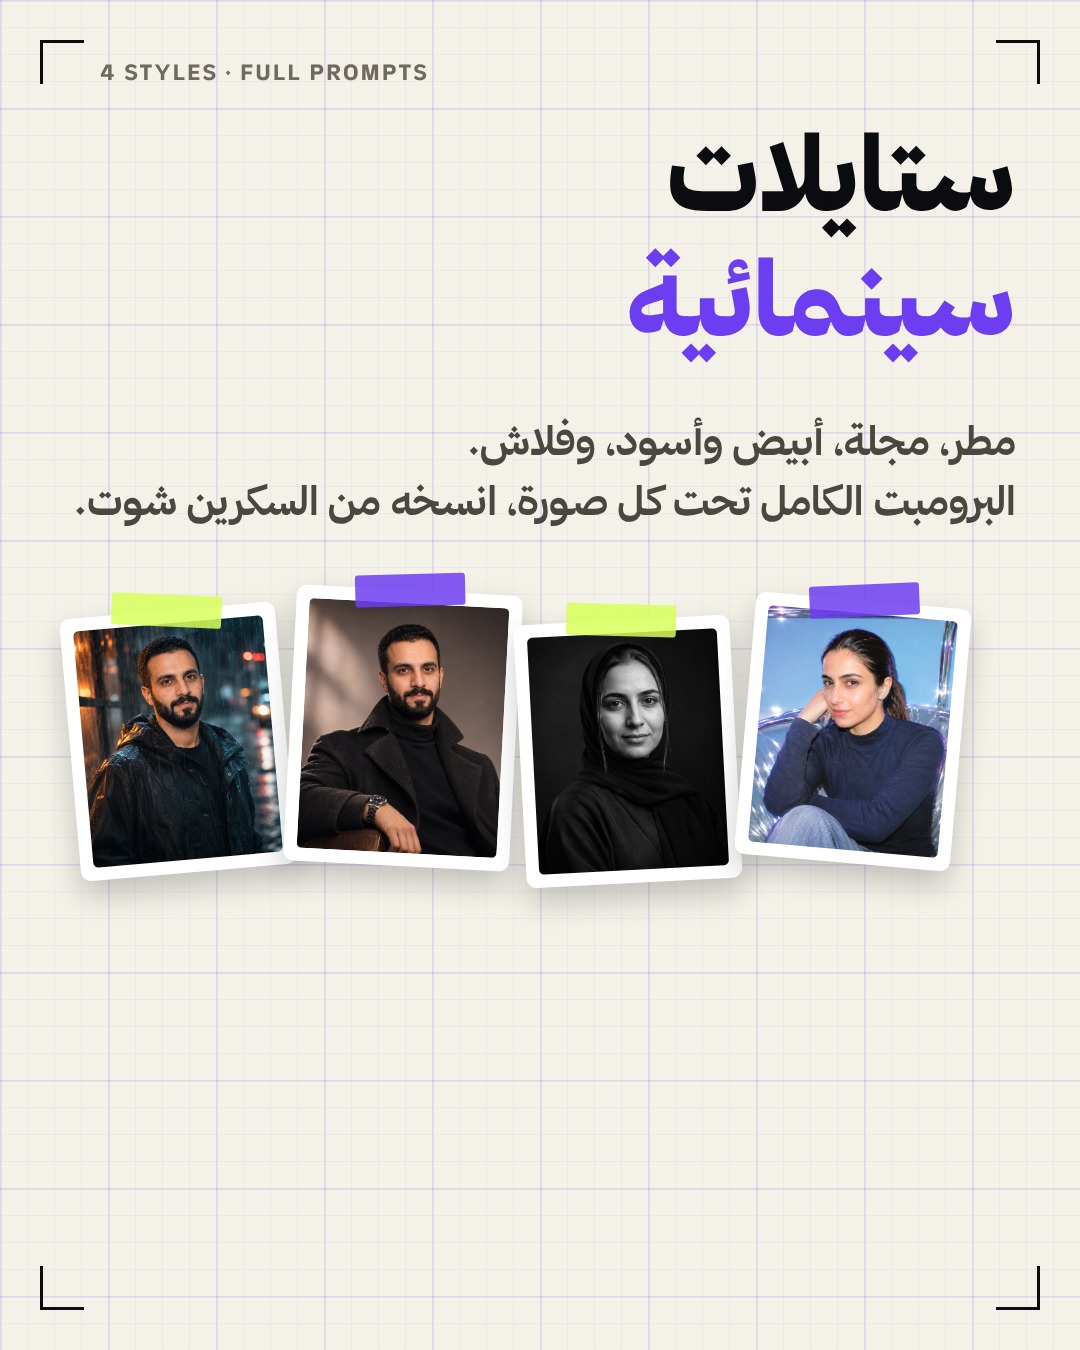 4 STYLES · FULL PROMPTS
ستايلات
سينمائية
مطر، مجلة، أبيض وأسود، وفلاش.
البرومبت الكامل تحت كل صورة، انسخه من السكرين شوت.